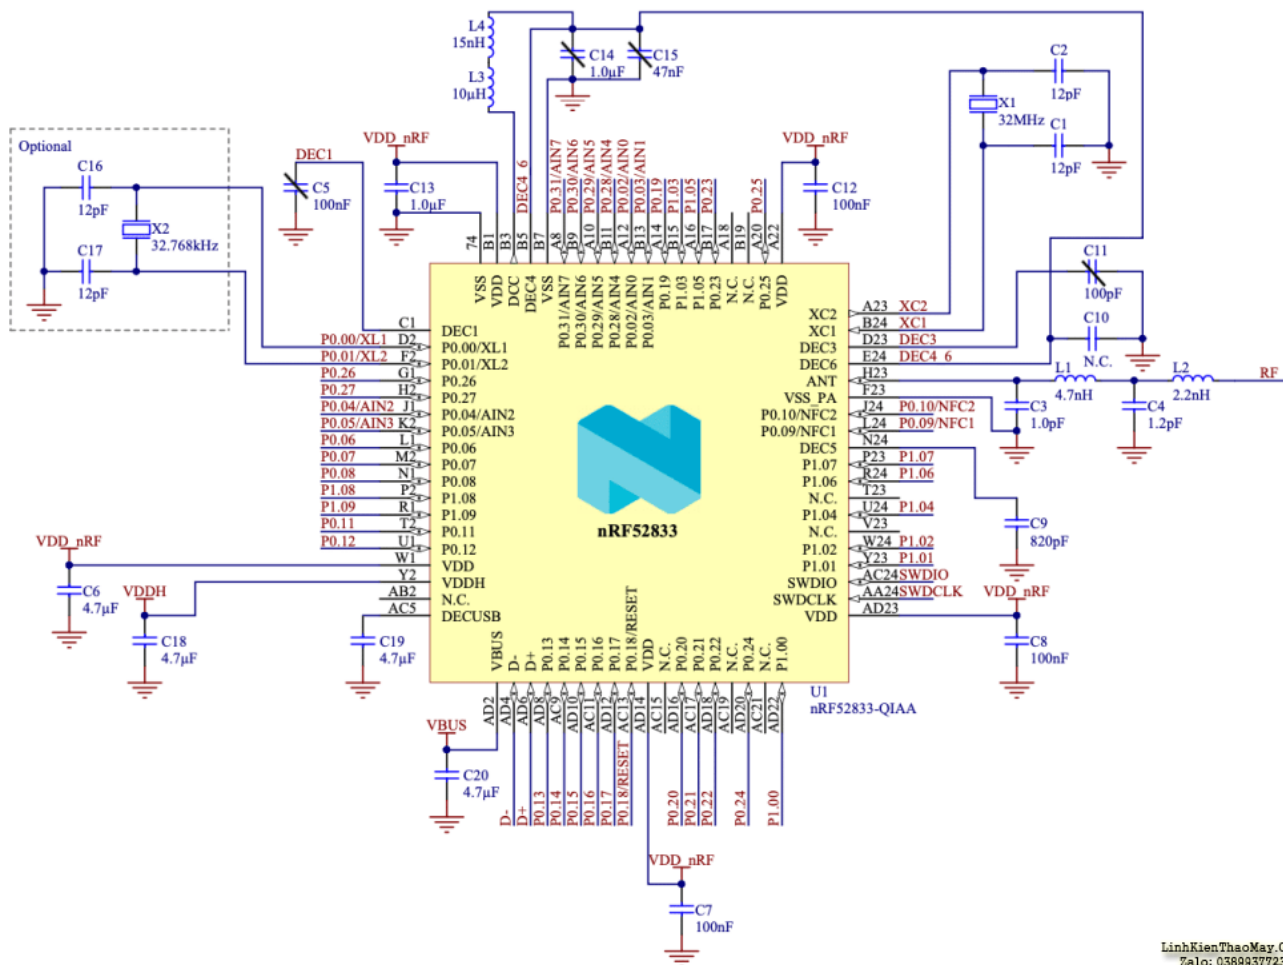 L4
15nH
L3
10µH
C14
1.0µF
C15
47nF
C2
12pF
X1
32MHz
C1
12pF
Optional
C16
12pF
X2
32.768kHz
C17
12pF
DEC1
C5
100nF
VDD_nRF
C13
1.0µF
DEC4_6
P0.31/AIN7
P0.30/AIN6
P0.29/AIN5
P0.28/AIN4
P0.02/AIN0
P0.03/AIN1
P0.19
P1.03
P1.05
P0.23
P0.25
VDD_nRF
C12
100nF
74
B1
B3
B5
B7
A8
B9
A10
B11
A12
B13
A14
B15
A16
B17
A18
B19
A20
A22
VSS
VDD
DCC
DEC4
VSS
P0.31/AIN7
P0.30/AIN6
P0.29/AIN5
P0.28/AIN4
P0.02/AIN0
P0.03/AIN1
P0.19
P1.03
P1.05
P0.23
N.C.
N.C.
P0.25
VDD
C11
100pF
C10
N.C.
C1 DEC1
P0.00/XL1 D2 P0.00/XL1
P0.01/XL2 F2 P0.01/XL2
P0.26 G1 P0.26
P0.27 H2 P0.27
P0.04/AIN2 J1 P0.04/AIN2
P0.05/AIN3 K2 P0.05/AIN3
P0.06 L1 P0.06
P0.07 M2 P0.07
P0.08 N1 P0.08
P1.08 P2 P1.08
P1.09 R1 P1.09
P0.11 T2 P0.11
P0.12 U1 P0.12
W1 VDD
Y2 VDDH
AB2 N.C.
AC5 DECUSB
XC2 A23 XC2
XC1 B24 XC1
DEC3 D23 DEC3
DEC6 E24 DEC4_6
ANT H23
VSS_PA F23
P0.10/NFC2 J24 P0.10/NFC2
P0.09/NFC1 L24 P0.09/NFC1
DEC5 N24
P1.07 P23 P1.07
P1.06 R24 P1.06
N.C. T23
P1.04 U24 P1.04
N.C. V23
P1.02 W24 P1.02
P1.01 Y23 P1.01
SWDIO AC24 SWDIO
SWDCLK AA24 SWDCLK
VDD AD23
nRF52833
L1
4.7nH
L2
2.2nH
RF
C3
1.0pF
C4
1.2pF
C9
820pF
VDD_nRF
C8
100nF
VDD_nRF
C6
4.7µF
VDDH
C18
4.7µF
C19
4.7µF
VBUS
D-
D+
P0.13
P0.14
P0.15
P0.16
P0.17
P0.18/RESET
VDD
N.C.
P0.20
P0.21
P0.22
N.C.
P0.24
N.C.
P1.00
U1
nRF52833-QIAA
AD2
AD4
AD6
AD8
AC9
AD10
AC11
AD12
AC13
AD14
AC15
AD16
AC17
AD18
AC19
AD20
AC21
AD22
VBUS
C20
4.7µF
D-
D+
P0.13
P0.14
P0.15
P0.16
P0.17
P0.18/RESET
P0.20
P0.21
P0.22
P0.24
P1.00
VDD_nRF
C7
100nF